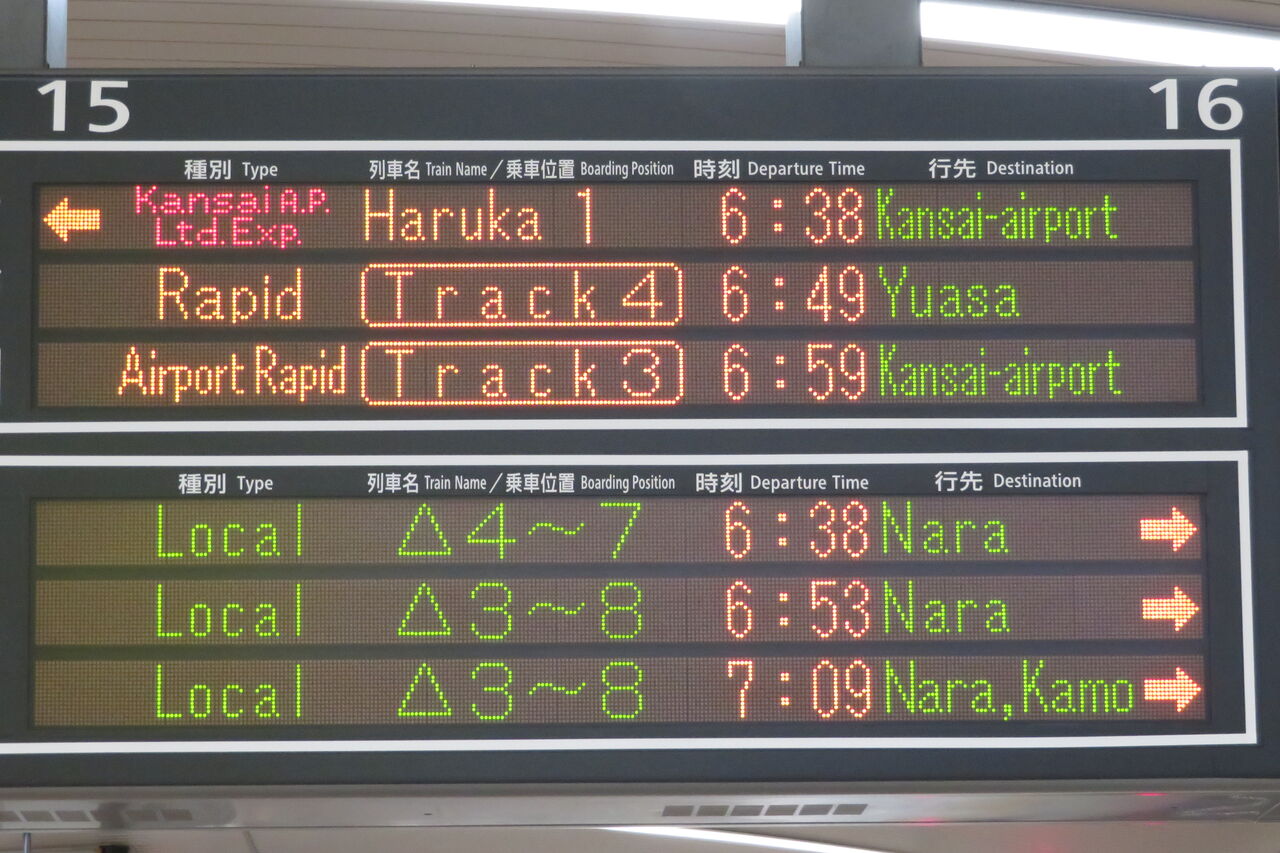 15 16
種別 Type 列車名 Train Name／乗車位置 Boarding Position 時刻 Departure Time 行先 Destination
Kansai A.P. Ltd.Exp. Haruka 1 6:38 Kansai-airport
Rapid Track4 6:49 Yuasa
Airport Rapid Track3 6:59 Kansai-airport
種別 Type 列車名 Train Name／乗車位置 Boarding Position 時刻 Departure Time 行先 Destination
Local △4～7 6:38 Nara
Local △3～8 6:53 Nara
Local △3～8 7:09 Nara,Kamo